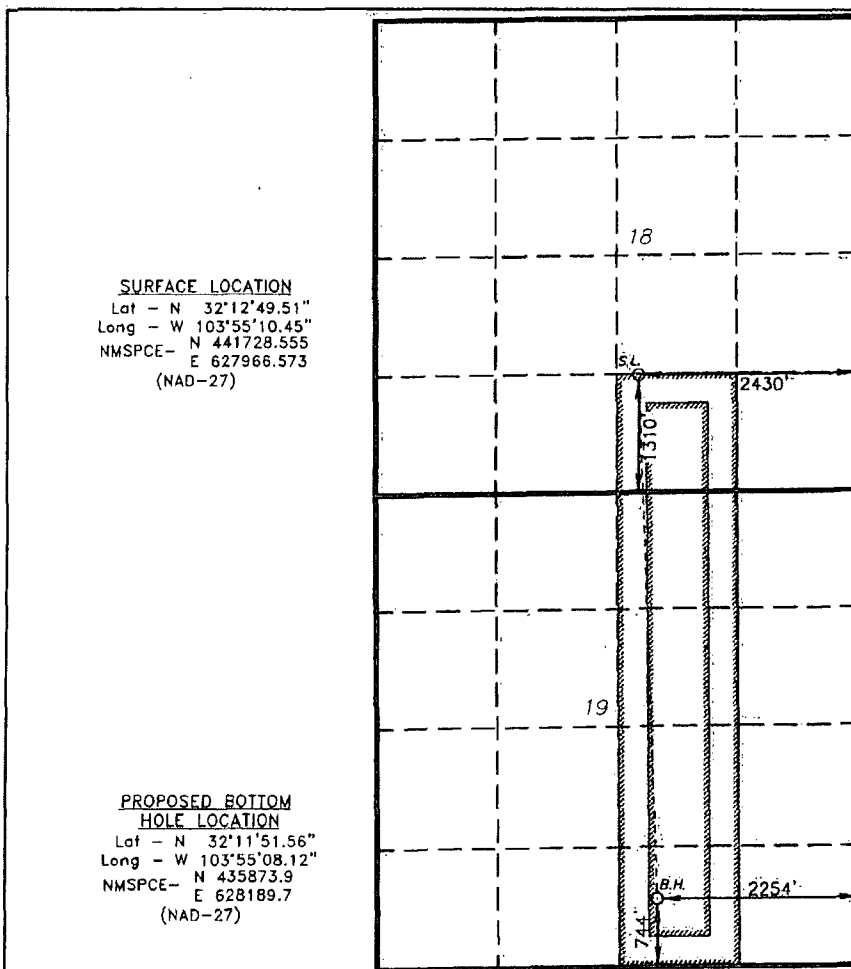 18
SURFACE LOCATION
Lat - N 32°12'49.51"
Long - W 103°55'10.45"
NMSPCE- N 441728.555
E 627966.573
(NAD-27)
S.L.
2430'
1310'
19
PROPOSED BOTTOM
HOLE LOCATION
Lat - N 32°11'51.56"
Long - W 103°55'08.12"
NMSPCE- N 435873.9
E 628189.7
(NAD-27)
B.H.
2254'
744'